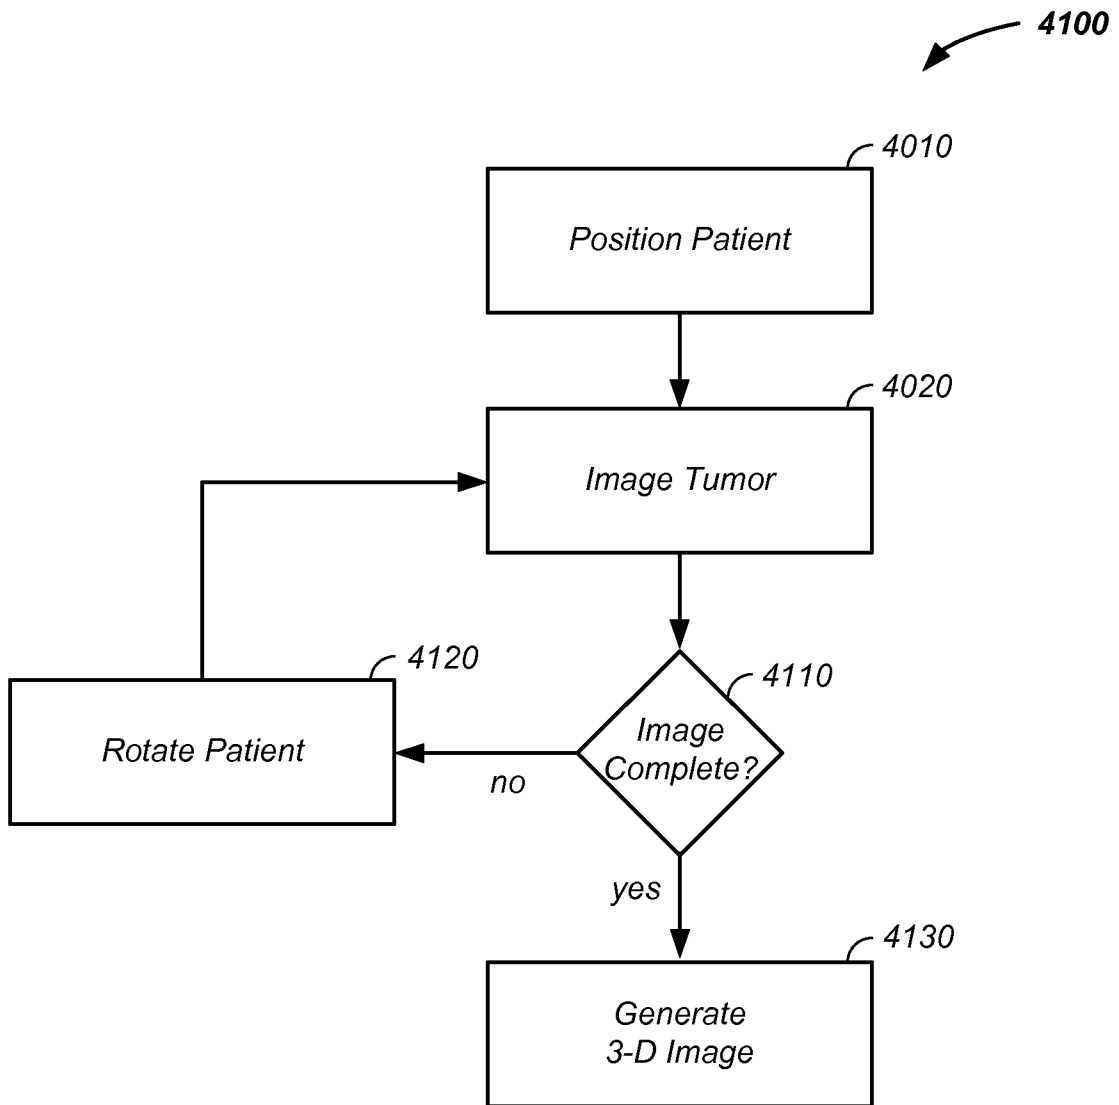 4100
4010
Position Patient
4020
Image Tumor
4120
Rotate Patient
4110
Image
Complete?
no
yes
4130
Generate
3-D Image